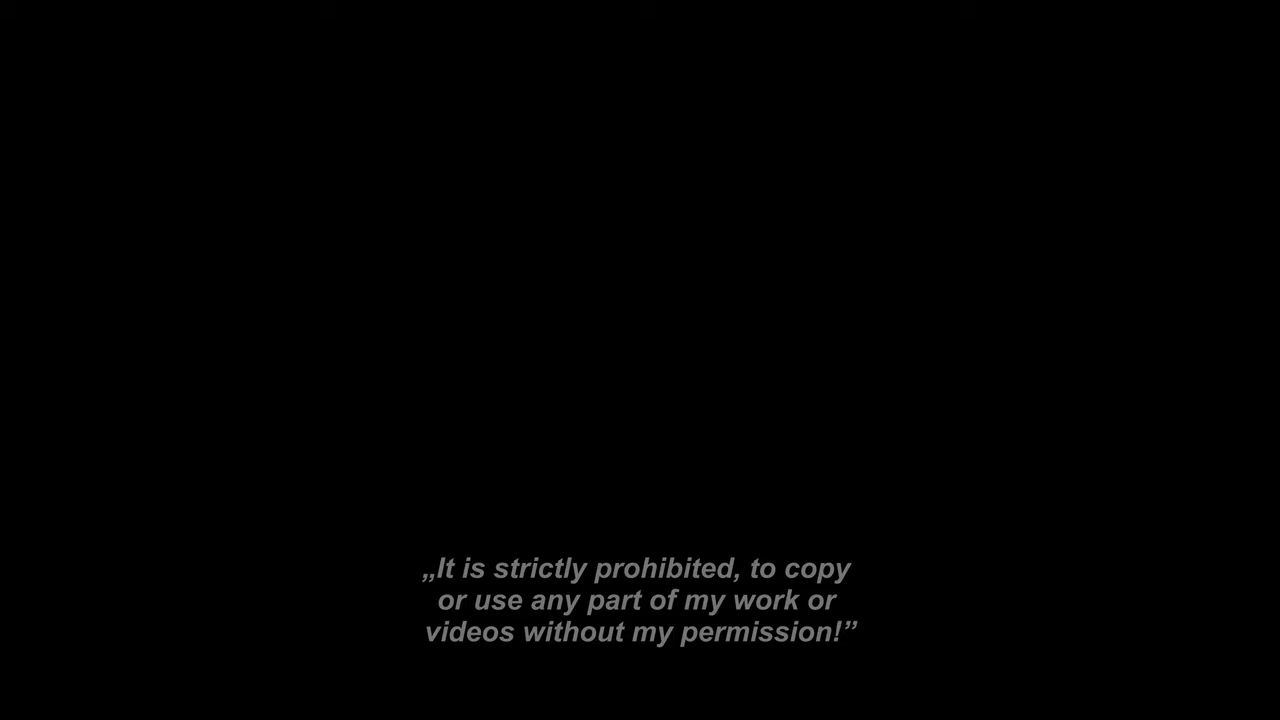 „It is strictly prohibited, to copy
or use any part of my work or
videos without my permission!”